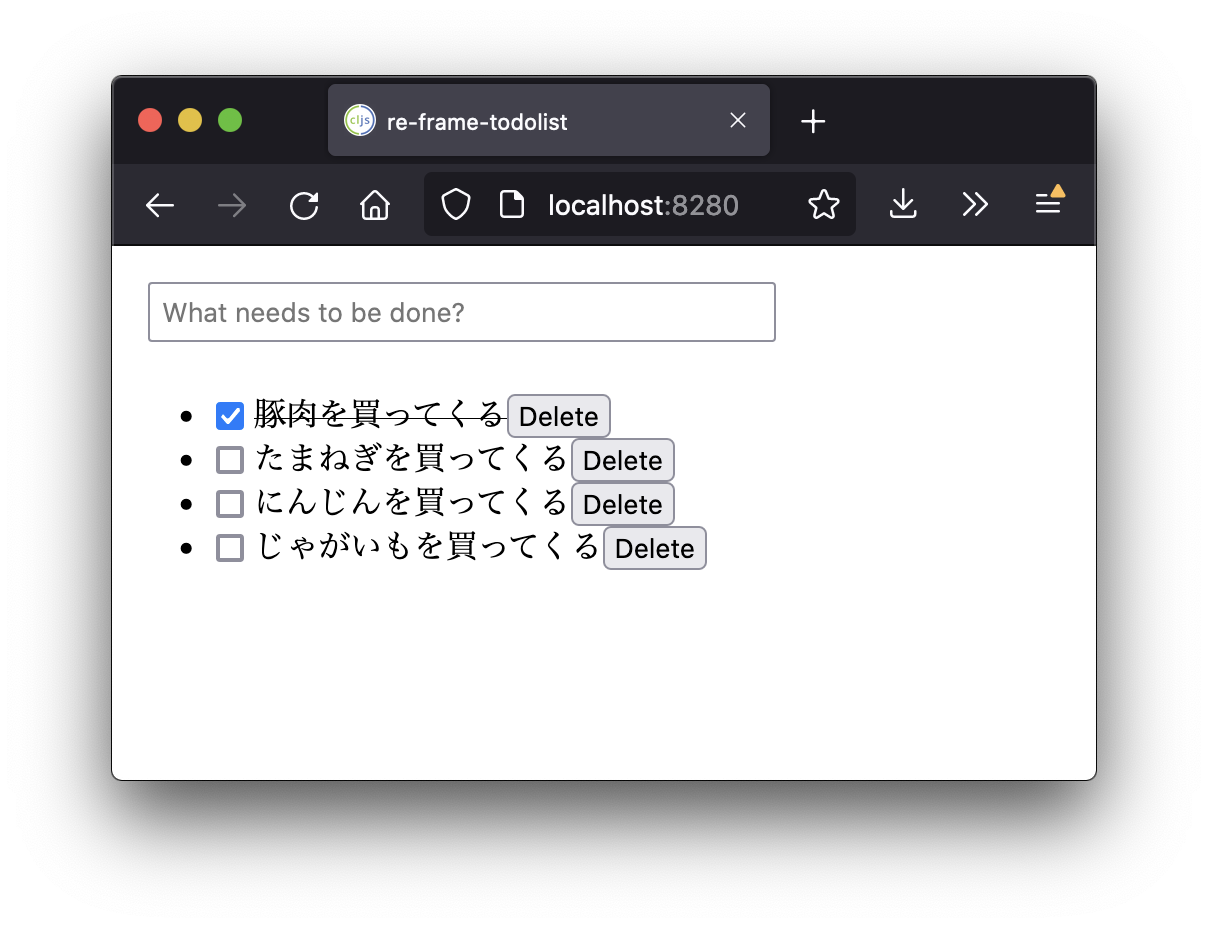 cljs re-frame-todolist
localhost:8280
What needs to be done?
豚肉を買ってくる Delete
たまねぎを買ってくる Delete
にんじんを買ってくる Delete
じゃがいもを買ってくる Delete